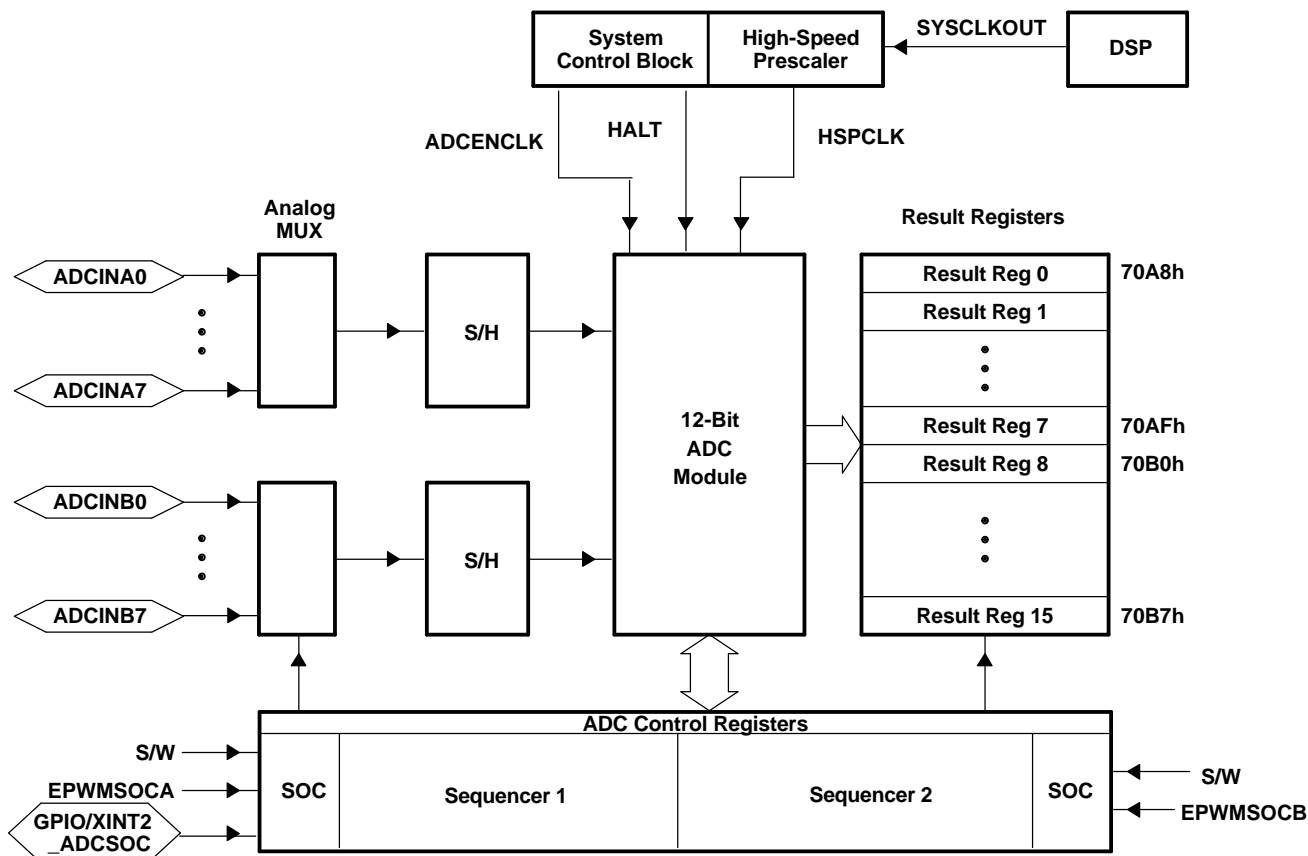 System
Control Block
High-Speed
Prescaler
SYSCLKOUT
DSP
ADCENCLK
HALT
HSPCLK
Analog
MUX
Result Registers
ADCINA0
ADCINA7
S/H
12-Bit
ADC
Module
Result Reg 0
70A8h
Result Reg 1
Result Reg 7
70AFh
Result Reg 8
70B0h
Result Reg 15
70B7h
ADCINB0
ADCINB7
S/H
ADC Control Registers
S/W
EPWMSOCA
GPIO/XINT2
_ADCSOC
SOC
Sequencer 1
Sequencer 2
SOC
S/W
EPWMSOCB